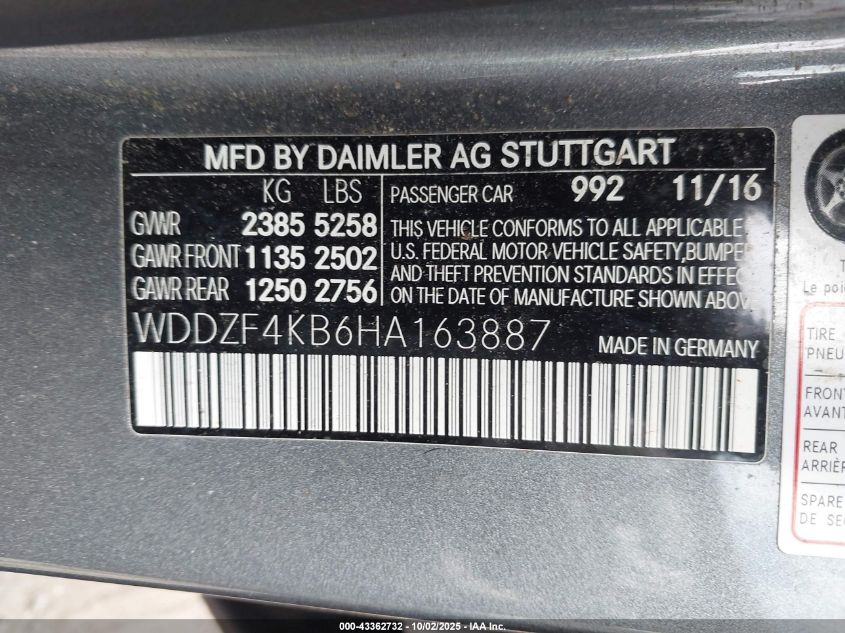 MFD BY DAIMLER AG STUTTGART
KG LBS
GVWR 2385 5258
GAWR FRONT 1135 2502
GAWR REAR 1250 2756
PASSENGER CAR 992 11/16
THIS VEHICLE CONFORMS TO ALL APPLICABLE
U.S. FEDERAL MOTOR VEHICLE SAFETY,BUMPE
AND THEFT PREVENTION STANDARDS IN EFFEC
ON THE DATE OF MANUFACTURE SHOWN ABOV
WDDZF4KB6HA163887
MADE IN GERMANY
T
Le poi
TIRE
PNEU
FRONT
AVANT
REAR
ARRIÈR
SPARE
DE SEC
000-43362732 - 10/02/2025 - IAA Inc.